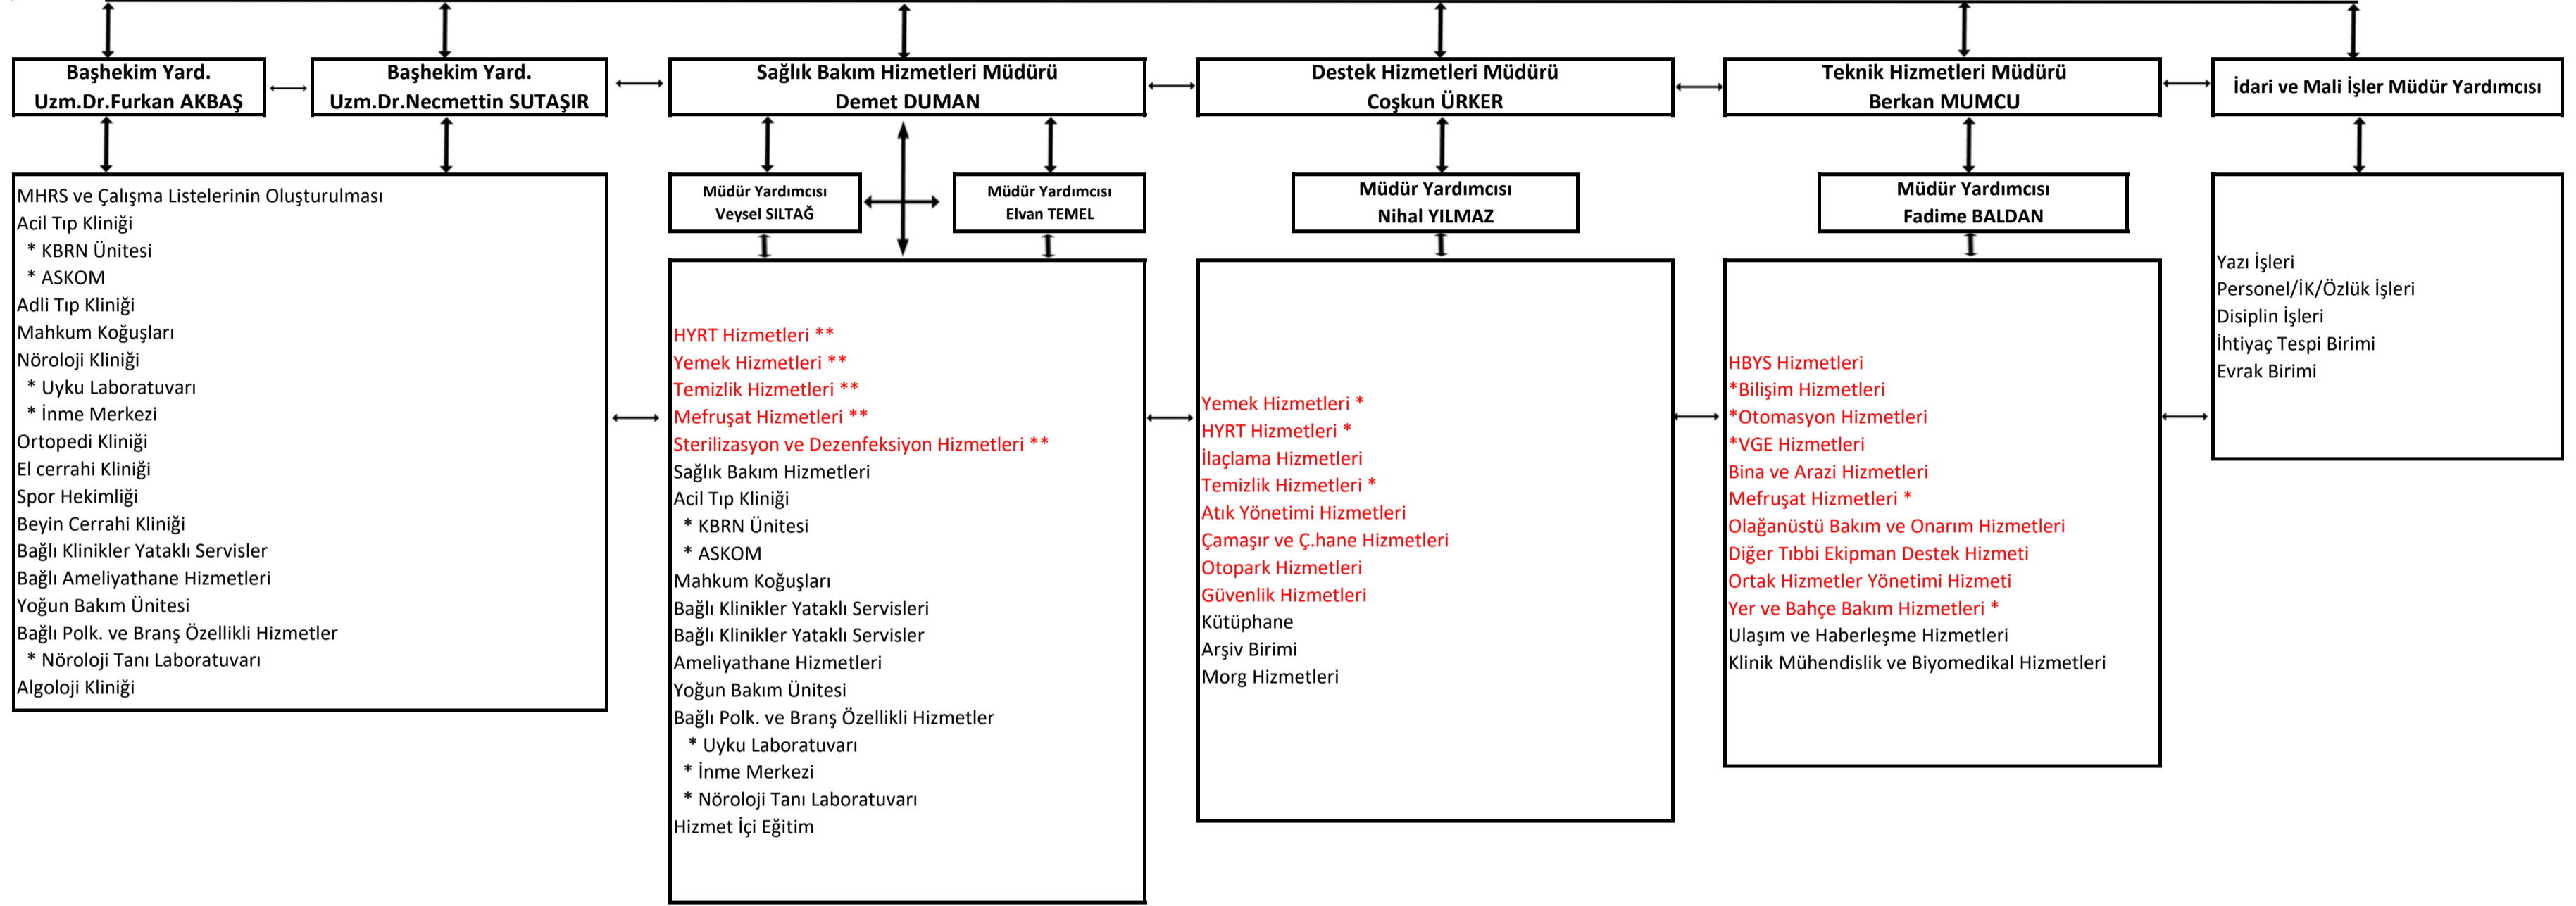 Başhekim Yard.
Uzm.Dr.Furkan AKBAŞ
Başhekim Yard.
Uzm.Dr.Necmettin SUTAŞIR
Sağlık Bakım Hizmetleri Müdürü
Demet DUMAN
Destek Hizmetleri Müdürü
Coşkun ÜRKER
Teknik Hizmetleri Müdürü
Berkan MUMCU
İdari ve Mali İşler Müdür Yardımcısı
Müdür Yardımcısı
Veysel SILTAĞ
Müdür Yardımcısı
Elvan TEMEL
Müdür Yardımcısı
Nihal YILMAZ
Müdür Yardımcısı
Fadime BALDAN
MHRS ve Çalışma Listelerinin Oluşturulması
Acil Tıp Kliniği
* KBRN Ünitesi
* ASKOM
Adli Tıp Kliniği
Mahkum Koğuşları
Nöroloji Kliniği
* Uyku Laboratuvarı
* İnme Merkezi
Ortopedi Kliniği
El cerrahi Kliniği
Spor Hekimliği
Beyin Cerrahi Kliniği
Bağlı Klinikler Yataklı Servisler
Bağlı Ameliyathane Hizmetleri
Yoğun Bakım Ünitesi
Bağlı Polk. ve Branş Özellikli Hizmetler
* Nöroloji Tanı Laboratuvarı
Algoloji Kliniği
HYRT Hizmetleri **
Yemek Hizmetleri **
Temizlik Hizmetleri **
Mefruşat Hizmetleri **
Sterilizasyon ve Dezenfeksiyon Hizmetleri **
Sağlık Bakım Hizmetleri
Acil Tıp Kliniği
* KBRN Ünitesi
* ASKOM
Mahkum Koğuşları
Bağlı Klinikler Yataklı Servisleri
Bağlı Klinikler Yataklı Servisler
Ameliyathane Hizmetleri
Yoğun Bakım Ünitesi
Bağlı Polk. ve Branş Özellikli Hizmetler
* Uyku Laboratuvarı
* İnme Merkezi
* Nöroloji Tanı Laboratuvarı
Hizmet İçi Eğitim
Yemek Hizmetleri *
HYRT Hizmetleri *
İlaçlama Hizmetleri
Temizlik Hizmetleri *
Atık Yönetimi Hizmetleri
Çamaşır ve Ç.hane Hizmetleri
Otopark Hizmetleri
Güvenlik Hizmetleri
Kütüphane
Arşiv Birimi
Morg Hizmetleri
HBYS Hizmetleri
*Bilişim Hizmetleri
*Otomasyon Hizmetleri
*VGE Hizmetleri
Bina ve Arazi Hizmetleri
Mefruşat Hizmetleri *
Olağanüstü Bakım ve Onarım Hizmetleri
Diğer Tıbbi Ekipman Destek Hizmeti
Ortak Hizmetler Yönetimi Hizmeti
Yer ve Bahçe Bakım Hizmetleri *
Ulaşım ve Haberleşme Hizmetleri
Klinik Mühendislik ve Biyomedikal Hizmetleri
Yazı İşleri
Personel/İK/Özlük İşleri
Disiplin İşleri
İhtiyaç Tespi Birimi
Evrak Birimi